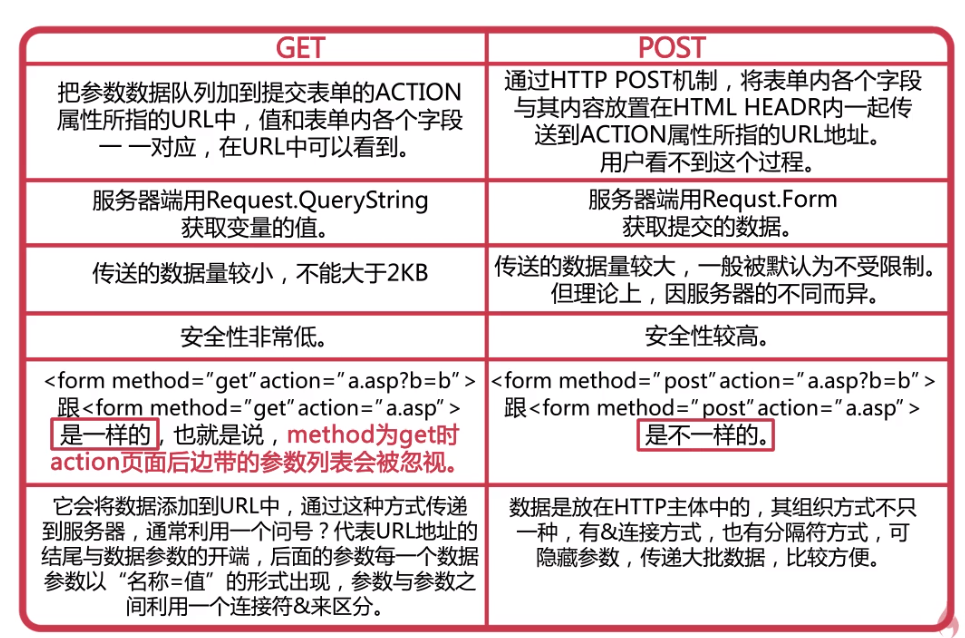 GET
POST
把参数数据队列加到提交表单的ACTION
属性所指的URL中，值和表单内各个字段
一 一对应，在URL中可以看到。
通过HTTP POST机制，将表单内各个字段
与其内容放置在HTML HEADR内一起传
送到ACTION属性所指的URL地址。
用户看不到这个过程。
服务器端用Request.QueryString
获取变量的值。
服务器端用Requst.Form
获取提交的数据。
传送的数据量较小，不能大于2KB
传送的数据量较大，一般被默认为不受限制。
但理论上，因服务器的不同而异。
安全性非常低。
安全性较高。
<form method="get"action="a.asp?b=b">
跟<form method="get"action="a.asp">
是一样的，也就是说，method为get时
action页面后边带的参数列表会被忽视。
<form method="post"action="a.asp?b=b">
跟<form method="post"action="a.asp">
是不一样的。
它会将数据添加到URL中，通过这种方式传递
到服务器，通常利用一个问号？代表URL地址的
结尾与数据参数的开端，后面的参数每一个数据
参数以“名称=值”的形式出现，参数与参数之
间利用一个连接符&来区分。
数据是放在HTTP主体中的，其组织方式不只
一种，有&连接方式，也有分隔符方式，可
隐藏参数，传递大批数据，比较方便。